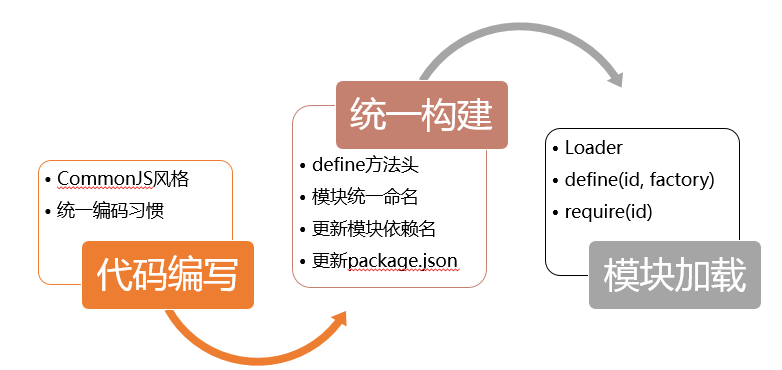 • CommonJS风格
• 统一编码习惯
代码编写
统一构建
• define方法头
• 模块统一命名
• 更新模块依赖名
• 更新package.json
• Loader
• define(id, factory)
• require(id)
模块加载